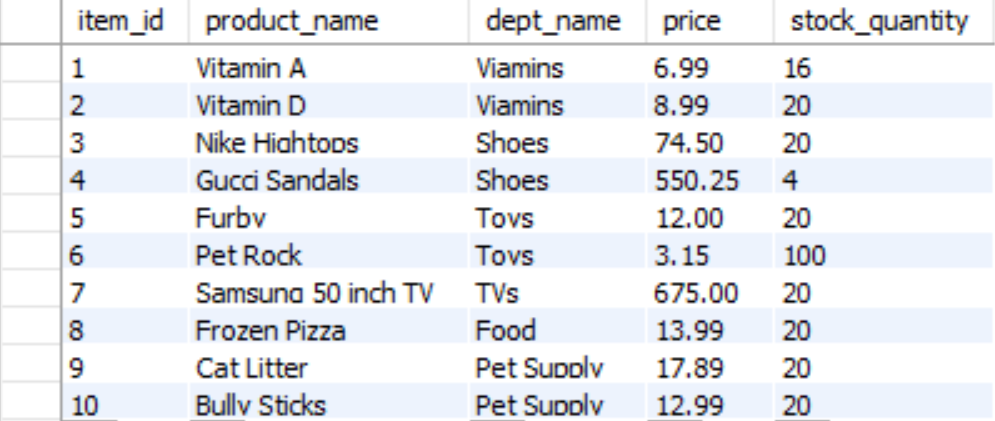 item_id product_name dept_name price stock_quantity
1 Vitamin A Viamins 6.99 16
2 Vitamin D Viamins 8.99 20
3 Nike Hightops Shoes 74.50 20
4 Gucci Sandals Shoes 550.25 4
5 Furby Toys 12.00 20
6 Pet Rock Toys 3.15 100
7 Samsung 50 inch TV TVs 675.00 20
8 Frozen Pizza Food 13.99 20
9 Cat Litter Pet Supply 17.89 20
10 Bully Sticks Pet Supply 12.99 20